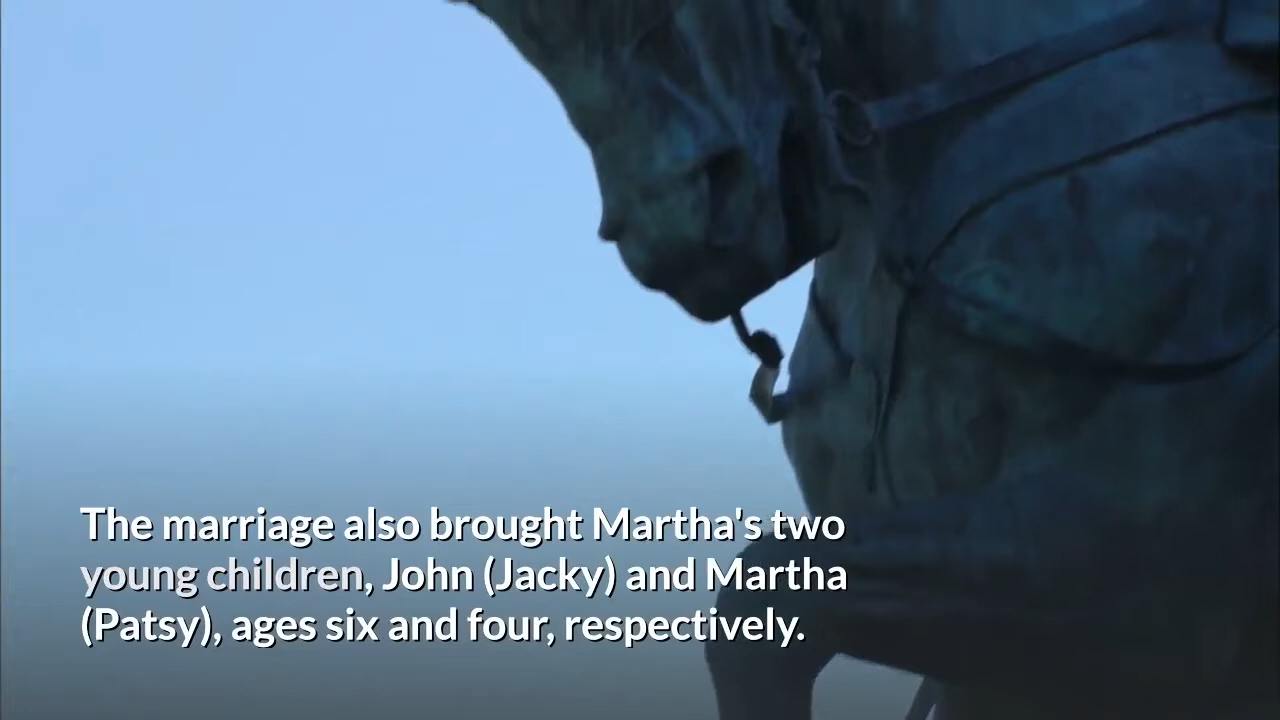 The marriage also brought Martha's two
young children, John (Jacky) and Martha
(Patsy), ages six and four, respectively.